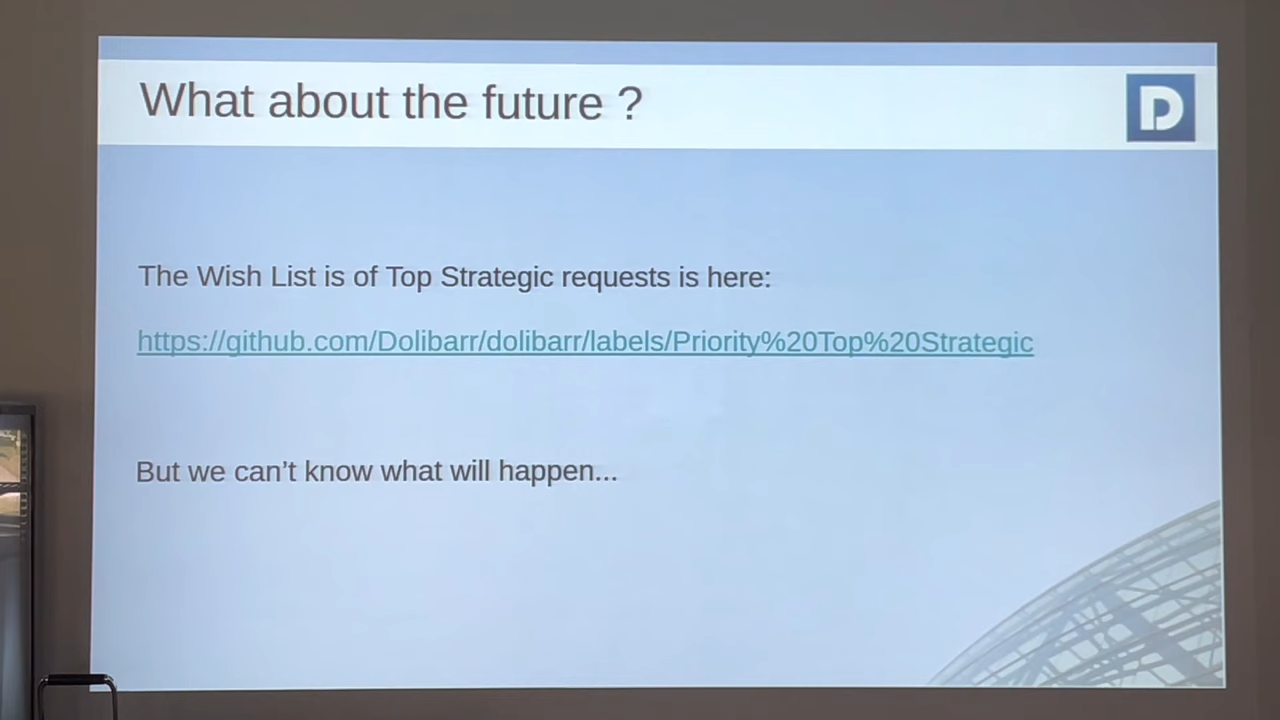 What about the future ?
D
The Wish List is of Top Strategic requests is here:
https://github.com/Dolibarr/dolibarr/labels/Priority%20Top%20Strategic
But we can't know what will happen...